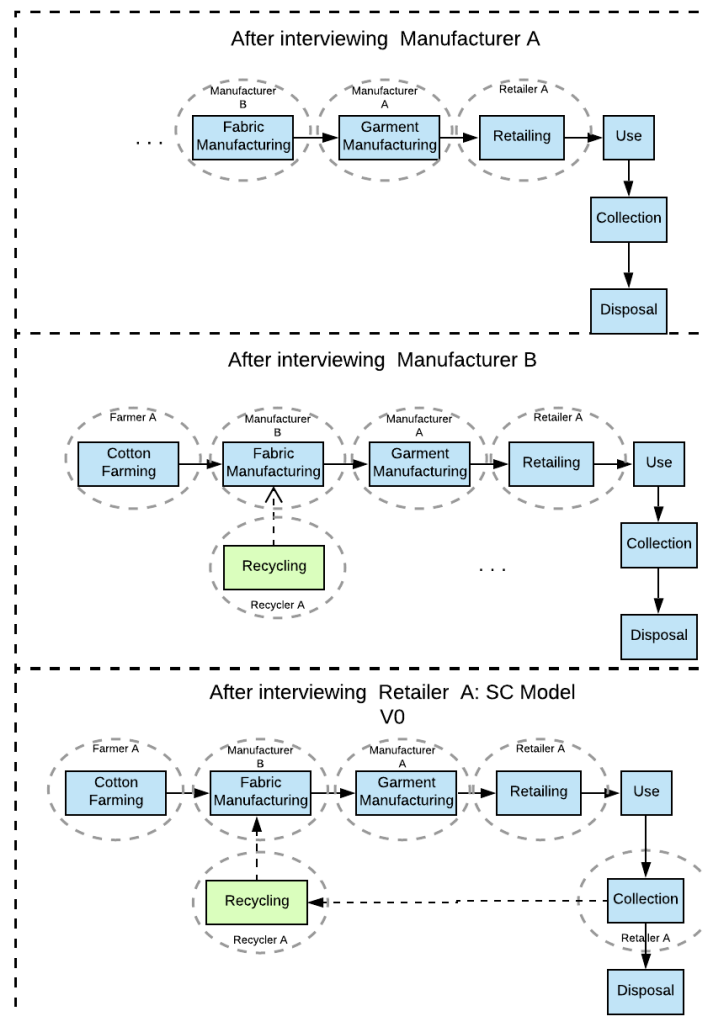 After interviewing Manufacturer A
Manufacturer
B
Manufacturer
A
Retailer A
. . .
Fabric
Manufacturing
Garment
Manufacturing
Retailing
Use
Collection
Disposal
After interviewing Manufacturer B
Farmer A
Manufacturer
B
Manufacturer
A
Retailer A
Cotton
Farming
Fabric
Manufacturing
Garment
Manufacturing
Retailing
Use
Collection
Recycling
. . .
Recycler A
Disposal
After interviewing Retailer A: SC Model
V0
Farmer A
Manufacturer
B
Manufacturer
A
Retailer A
Cotton
Farming
Fabric
Manufacturing
Garment
Manufacturing
Retailing
Use
Recycling
Collection
Recycler A
Retailer A
Disposal